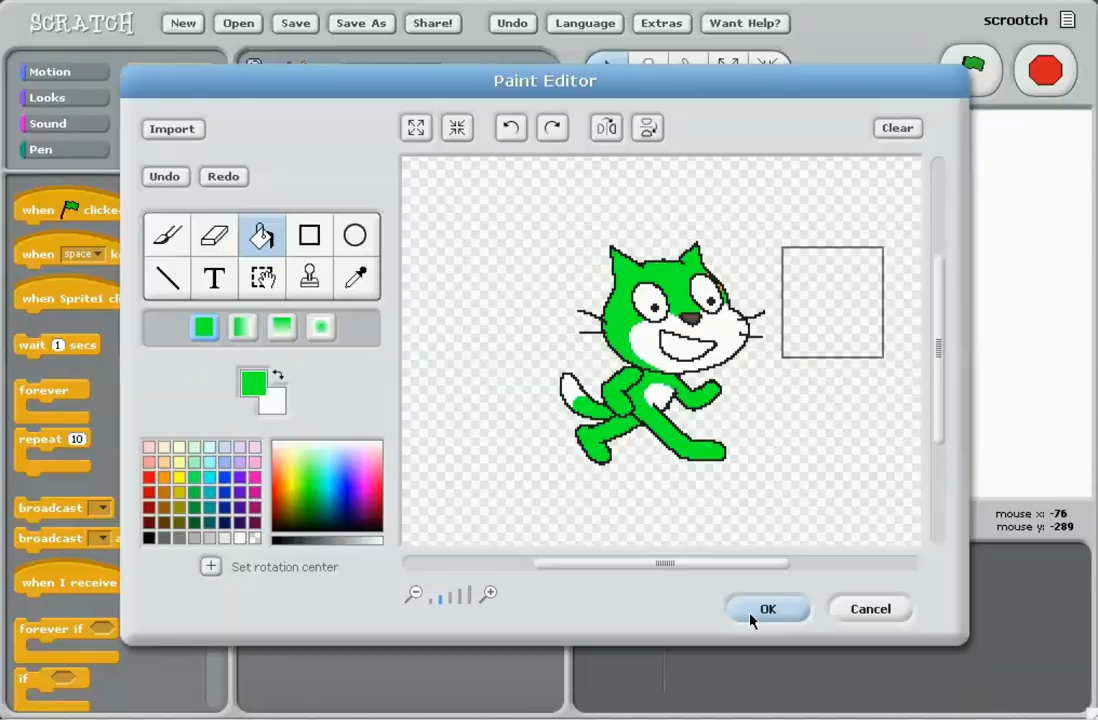 SCRATCH
New Open Save Save As Share! Undo Language Extras Want Help?
scrootch
Motion
Looks
Sound
Pen
Paint Editor
Import
Clear
Undo Redo
when clicke
when space k
when Sprite1 cl
wait 1 secs
forever
repeat 10
broadcast
broadcast a
when I receive
forever if
if
T
Set rotation center
OK Cancel
mouse x: -76
mouse y: -289